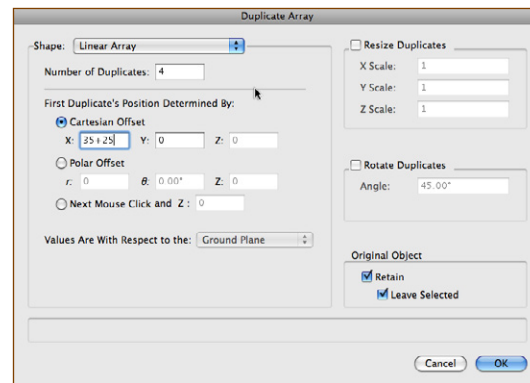 Duplicate Array
Shape: Linear Array
Number of Duplicates: 4
First Duplicate's Position Determined By:
Cartesian Offset
X: 35+25 Y: 0 Z: 0
Polar Offset
r: 0 θ: 0.00° Z: 0
Next Mouse Click and Z : 0
Values Are With Respect to the: Ground Plane
Resize Duplicates
X Scale: 1
Y Scale: 1
Z Scale: 1
Rotate Duplicates
Angle: 45.00°
Original Object
Retain
Leave Selected
Cancel OK